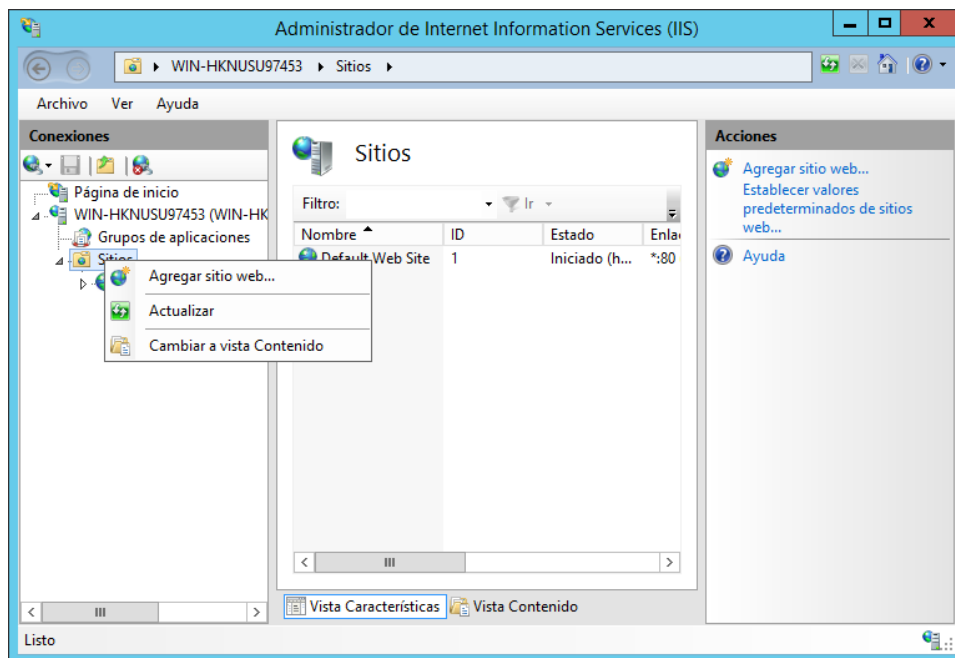 Administrador de Internet Information Services (IIS)
WIN-HKNUSU97453 Sitios
Archivo Ver Ayuda
Conexiones
Página de inicio
WIN-HKNUSU97453 (WIN-HK
Grupos de aplicaciones
Sitios
Agregar sitio web...
Actualizar
Cambiar a vista Contenido
Sitios
Filtro: Ir
Nombre ID Estado Enla
Default Web Site 1 Iniciado (h... *:80
Vista Características Vista Contenido
Acciones
Agregar sitio web...
Establecer valores
predeterminados de sitios
web...
Ayuda
Listo